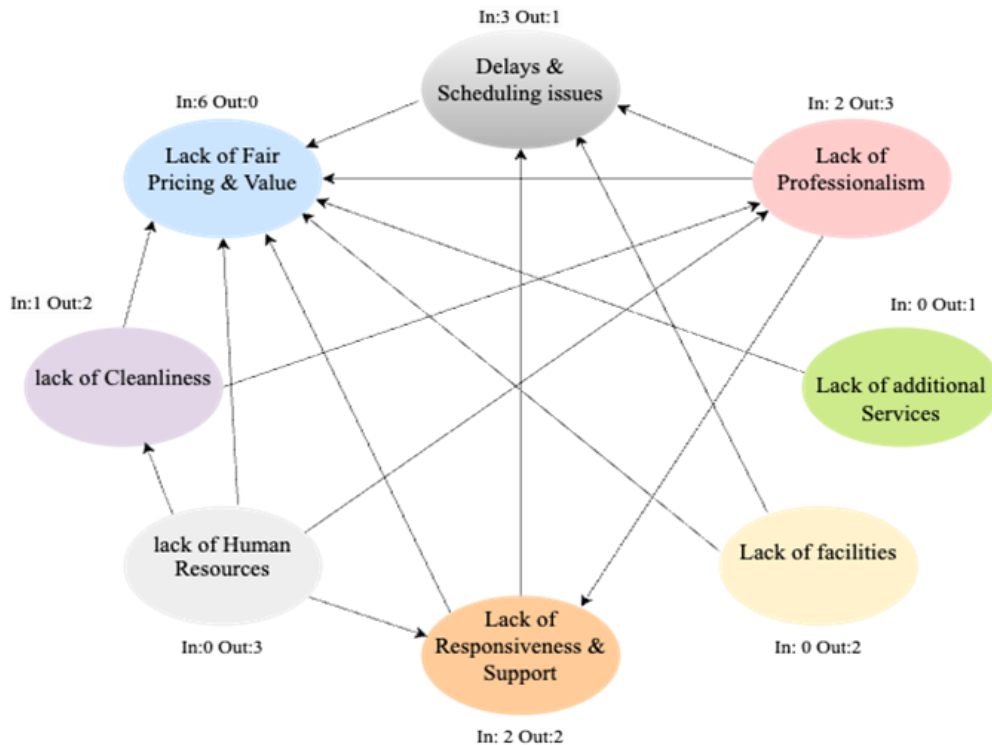 In:3 Out:1
Delays &
Scheduling issues
In:6 Out:0
Lack of Fair
Pricing & Value
In: 2 Out:3
Lack of
Professionalism
In:1 Out:2
lack of Cleanliness
In: 0 Out:1
Lack of additional
Services
lack of Human
Resources
In:0 Out:3
Lack of facilities
In: 0 Out:2
Lack of
Responsiveness &
Support
In: 2 Out:2